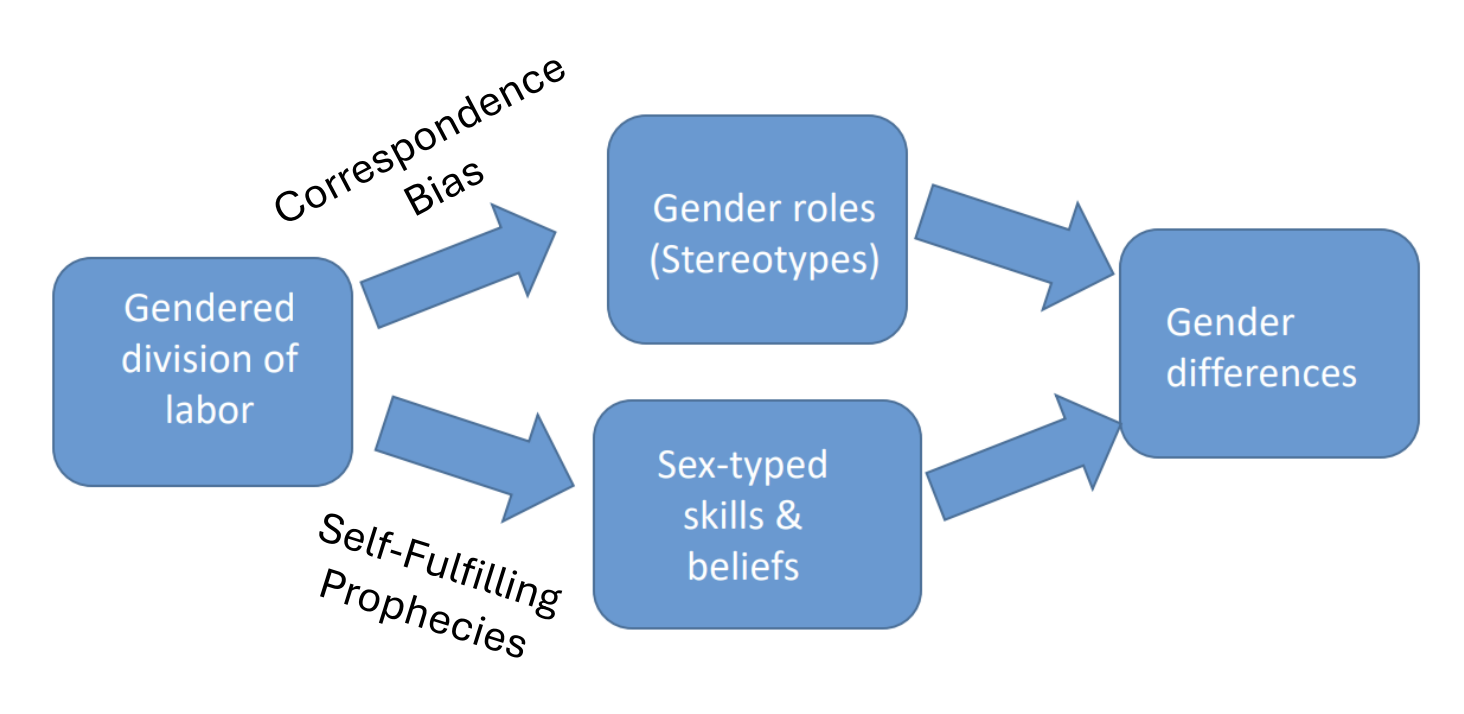 Correspondence
Bias
Gendered
division of
labor
Self-Fulfilling
Prophecies
Gender roles
(Stereotypes)
Sex-typed
skills &
beliefs
Gender
differences